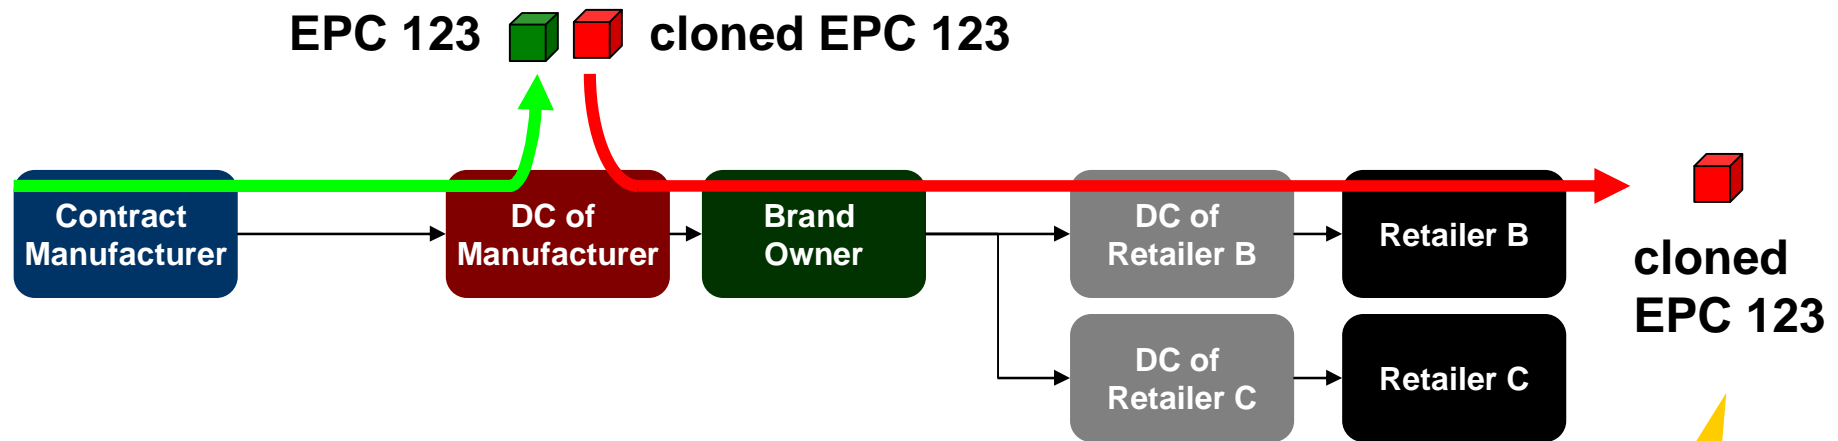 EPC 123
cloned EPC 123
Contract
Manufacturer
DC of
Manufacturer
Brand
Owner
DC of
Retailer B
Retailer B
cloned
EPC 123
DC of
Retailer C
Retailer C